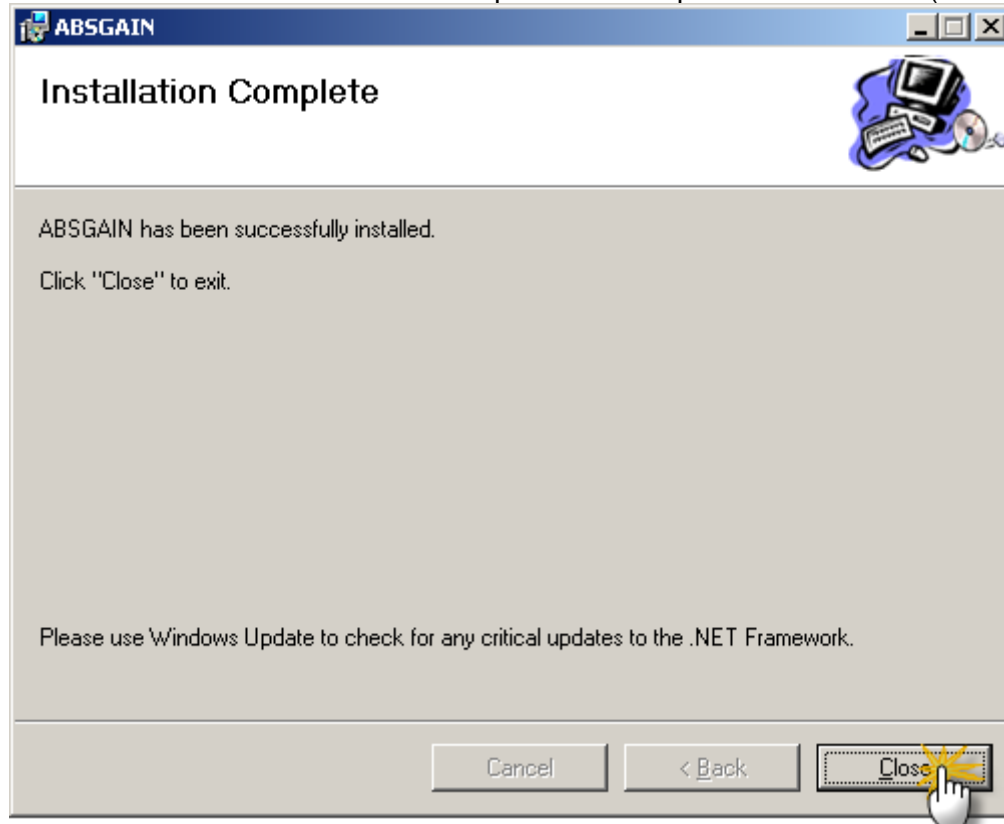 ABSGAIN
Installation Complete
ABSGAIN has been successfully installed.
Click "Close" to exit.
Please use Windows Update to check for any critical updates to the .NET Framework.
Cancel
< Back
Close